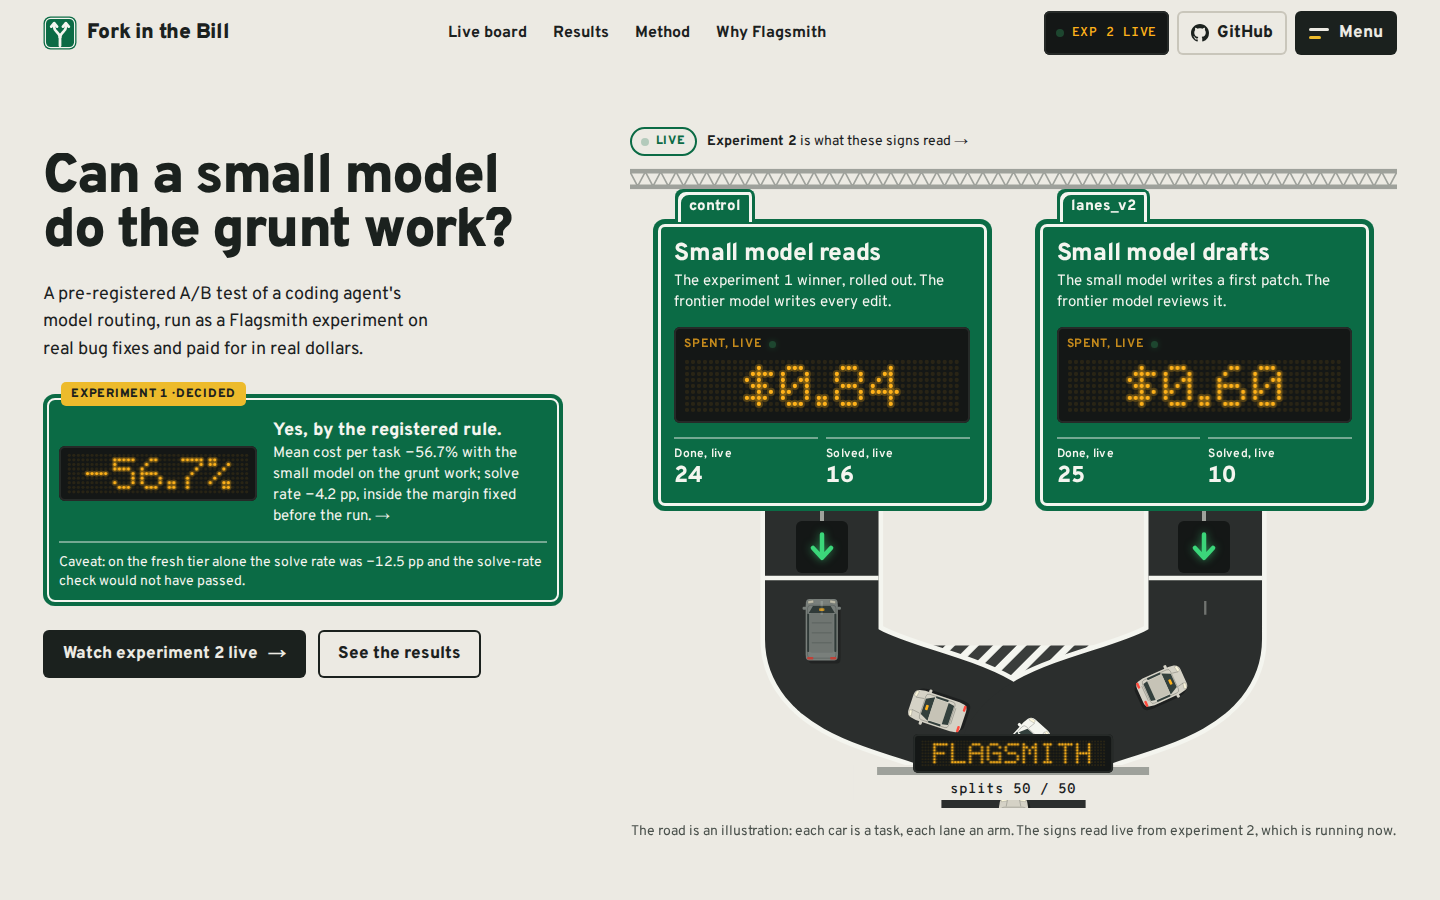 Fork in the Bill
Live board
Results
Method
Why Flagsmith
EXP 2 LIVE
GitHub
Menu
Can a small model
do the grunt work?
A pre-registered A/B test of a coding agent's
model routing, run as a Flagsmith experiment on
real bug fixes and paid for in real dollars.
EXPERIMENT 1 · DECIDED
−56.7%
Yes, by the registered rule.
Mean cost per task −56.7% with the
small model on the grunt work; solve
rate −4.2 pp, inside the margin fixed
before the run. →
Caveat: on the fresh tier alone the solve rate was −12.5 pp and the solve-rate
check would not have passed.
Watch experiment 2 live →
See the results
LIVE
Experiment 2 is what these signs read →
control
Small model reads
The experiment 1 winner, rolled out. The
frontier model writes every edit.
SPENT, LIVE
$0.84
Done, live
24
Solved, live
16
lanes_v2
Small model drafts
The small model writes a first patch. The
frontier model reviews it.
SPENT, LIVE
$0.60
Done, live
25
Solved, live
10
FLAGSMITH
splits 50 / 50
The road is an illustration: each car is a task, each lane an arm. The signs read live from experiment 2, which is running now.